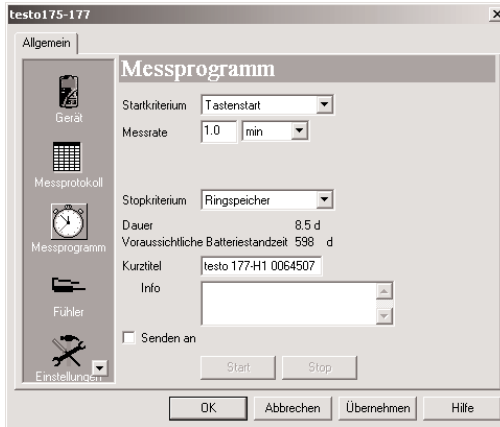 testo175-177
Allgemein
Gerät
Messprotokoll
Messprogramm
Fühler
Einstellungen
Messprogramm
Startkriterium Tastenstart
Messrate 1.0 min
Stopkriterium Ringspeicher
Dauer 8.5 d
Voraussichtliche Batteriestandzeit 598 d
Kurztitel testo 177-H1 0064507
Info
Senden an
Start Stop
OK Abbrechen Übernehmen Hilfe